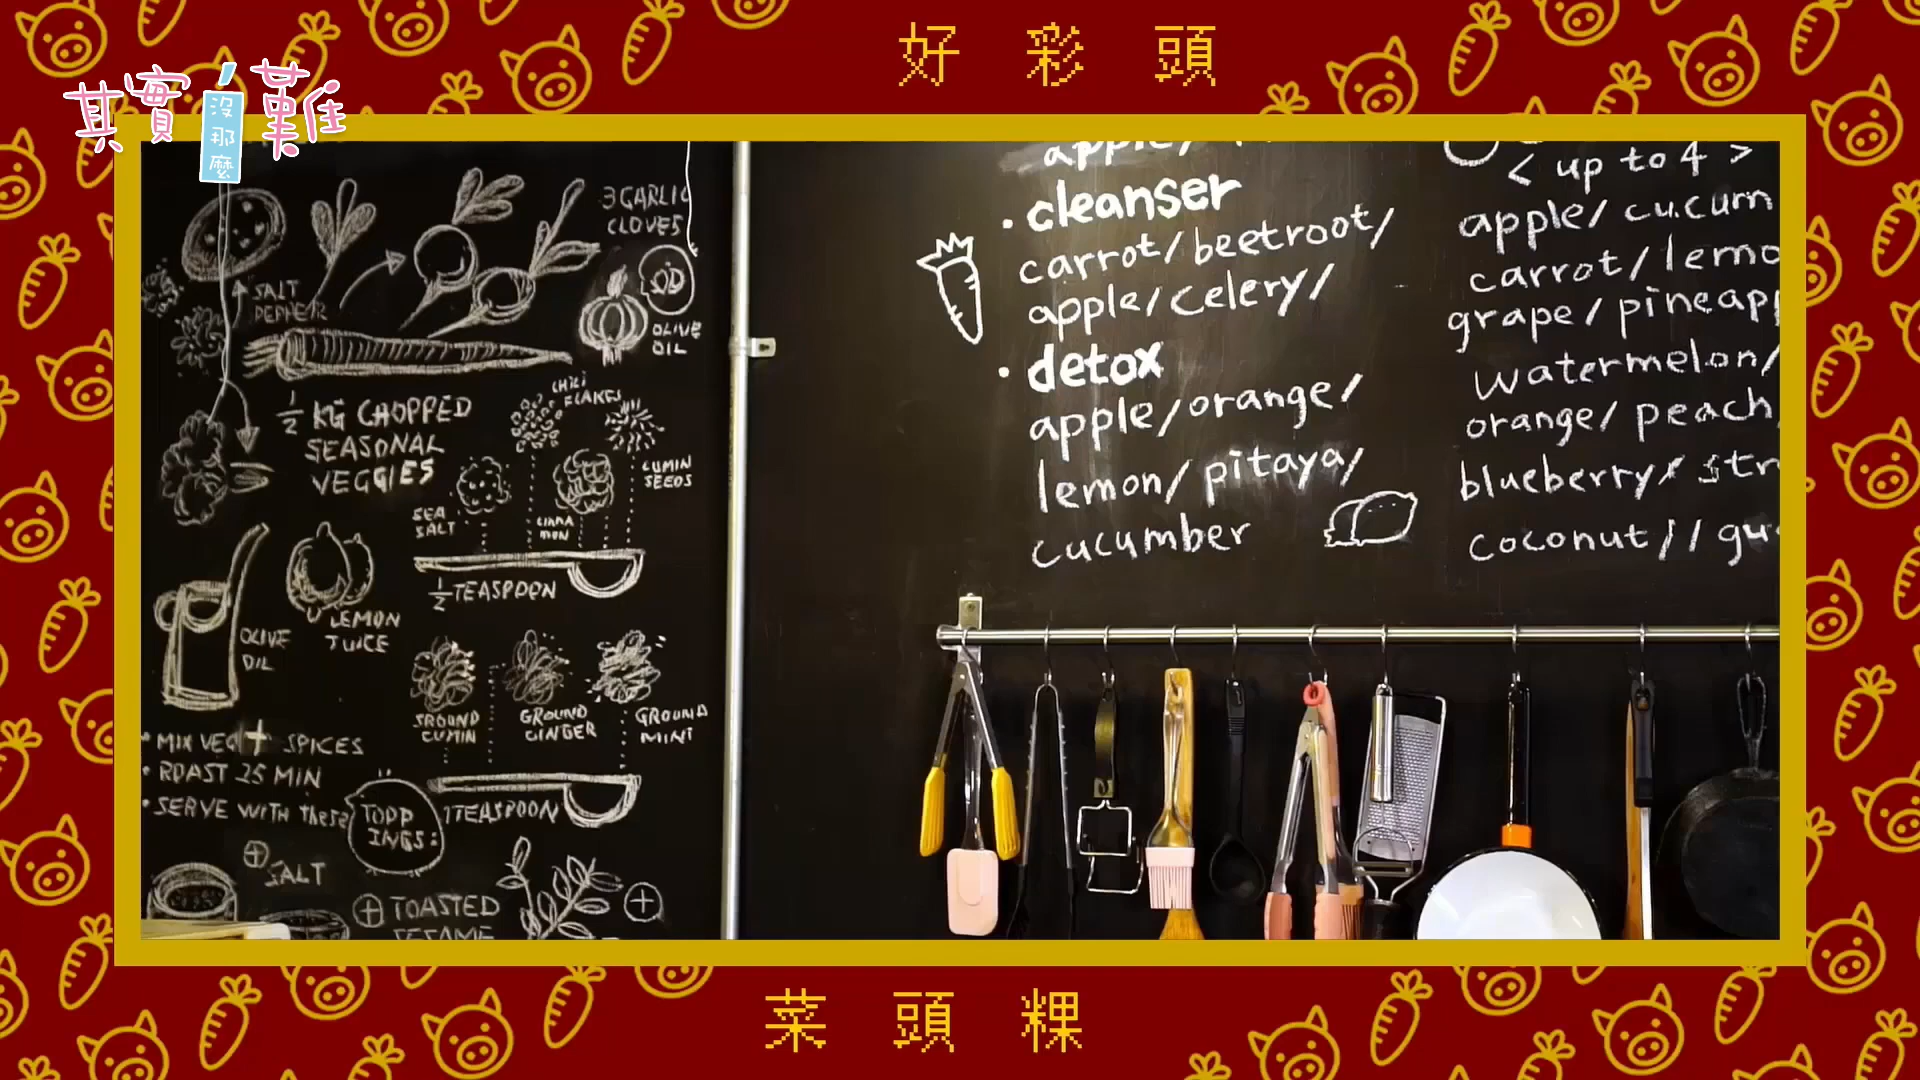 好彩頭
其實沒那麼難
3 GARLIC
CLOVES
SALT
PEPPER
OLIVE
OIL
CHILI
FLAKES
1/2 KG CHOPPED
SEASONAL
VEGGIES
CUMIN
SEEDS
SEA
SALT
CINNA
MON
1/2 TEASPOON
LEMON
JUICE
OLIVE
OIL
GROUND
CUMIN
GROUND
GINGER
GROUND
MINT
• MIX VEG + SPICES
• ROAST 25 MIN
• SERVE WITH THESE
TOPP
INGS:
1 TEASPOON
SALT
TOASTED
SESAME
apple/
• cleanser
carrot/beetroot/
apple/celery/
• detox
apple/orange/
lemon/pitaya/
cucumber
< up to 4 >
apple/cucum
carrot/lemo
grape/pineapp
watermelon/
orange/peach
blueberry/str
coconut//gu
菜頭粿